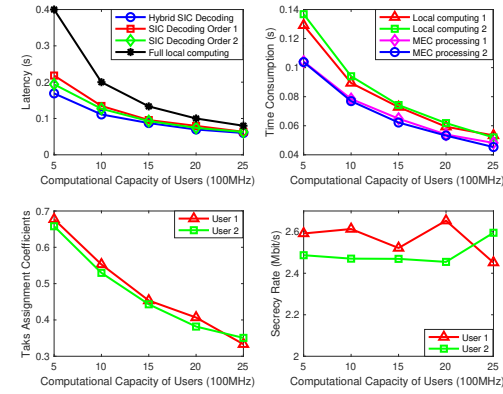 0.4
0.3
0.2
0.1
0
Latency (s)
Hybrid SIC Decoding
SIC Decoding Order 1
SIC Decoding Order 2
Full local computing
5 10 15 20 25
Computational Capacity of Users (100MHz)
0.14
0.12
0.1
0.08
0.06
0.04
Time Consumption (s)
Local computing 1
Local computing 2
MEC processing 1
MEC processing 2
5 10 15 20 25
Computational Capacity of Users (100MHz)
0.7
0.6
0.5
0.4
0.3
Taks Assignment Coefficients
User 1
User 2
5 10 15 20 25
Computational Capacity of Users (100MHz)
2.6
2.4
2.2
2
Secrecy Rate (Mbit/s)
User 1
User 2
5 10 15 20 25
Computational Capacity of Users (100MHz)